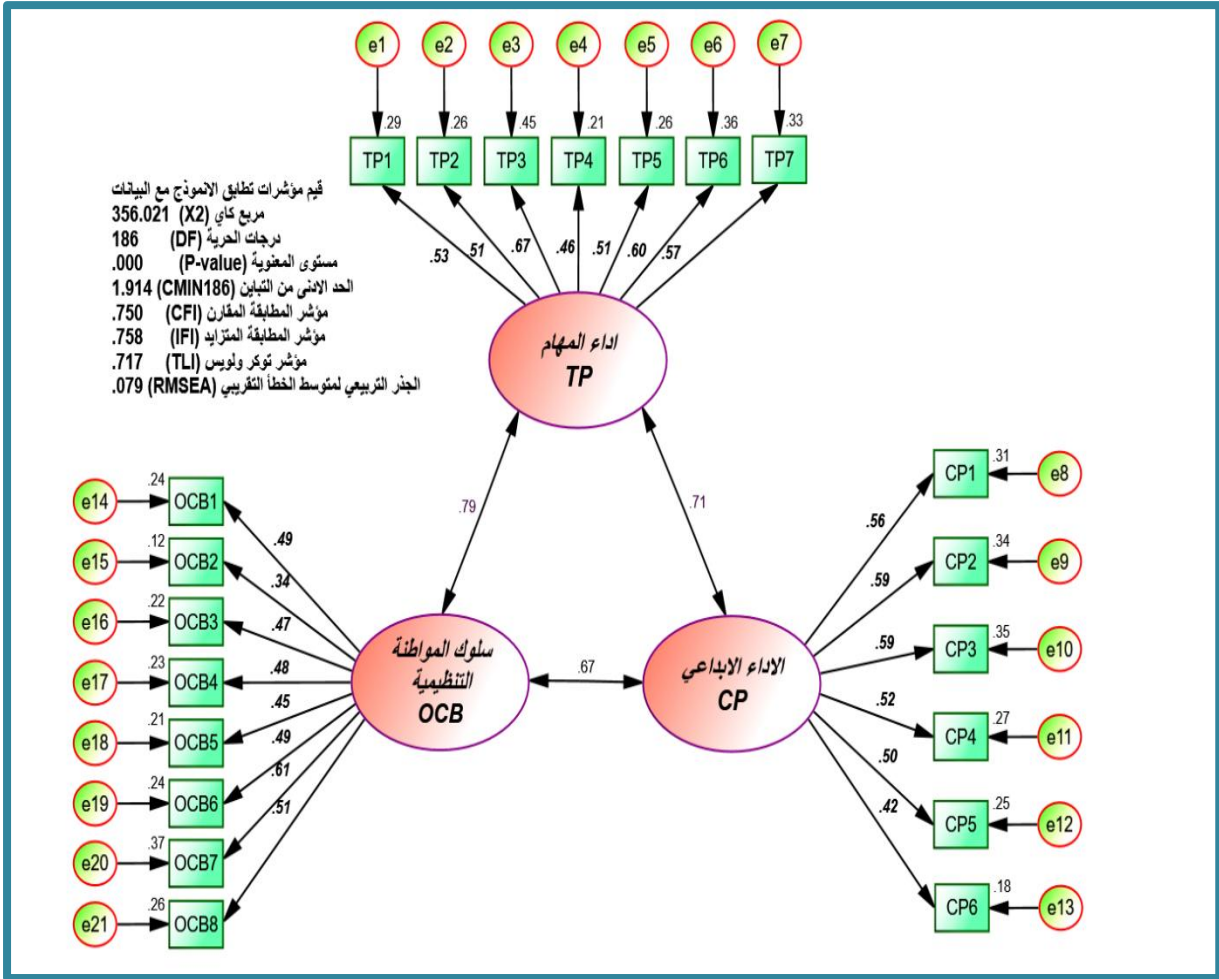 e1 e2 e3 e4 e5 e6 e7
.29 .26 .45 .21 .26 .36 .33
TP1 TP2 TP3 TP4 TP5 TP6 TP7
قيم مؤشرات تطابق الانموذج مع البيانات
مربع كاي (X2) 356.021
درجات الحرية (DF) 186
مستوى المعنوية (P-value) .000
الحد الادنى من التباين (CMIN186) 1.914
مؤشر المطابقة المقارن (CFI) .750
مؤشر المطابقة المتزايد (IFI) .758
مؤشر توكر ولويس (TLI) .717
الجذر التربيعي لمتوسط الخطأ التقريبي (RMSEA) .079
.53 .51 .67 .46 .51 .60 .57
اداء المهام
TP
.79
.71
.67
e14 .24 OCB1 .49
e15 .12 OCB2 .34
e16 .22 OCB3 .47
e17 .23 OCB4 .48
e18 .21 OCB5 .45
e19 .24 OCB6 .49
e20 .37 OCB7 .61
e21 .26 OCB8 .51
سلوك المواطنة
التنظيمية
OCB
الاداء الابداعي
CP
.56 CP1 .31 e8
.59 CP2 .34 e9
.59 CP3 .35 e10
.52 CP4 .27 e11
.50 CP5 .25 e12
.42 CP6 .18 e13